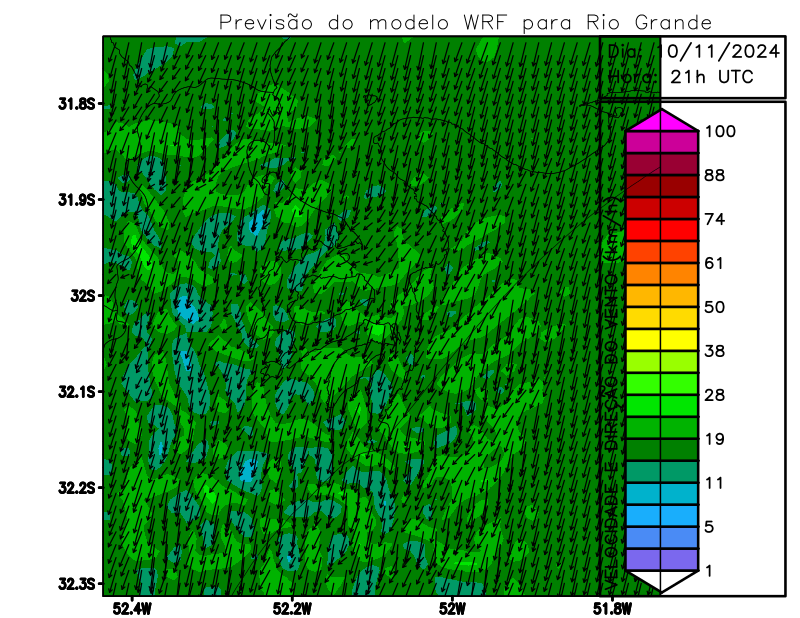 Previsão do modelo WRF para Rio Grande
Dia: 10/11/2024
Hora: 21h UTC
31.8S
31.9S
32S
32.1S
32.2S
32.3S
52.4W
52.2W
52W
51.8W
VELOCIDADE E DIREÇÃO DO VENTO (km/h)
100
88
74
61
50
38
28
19
11
5
1